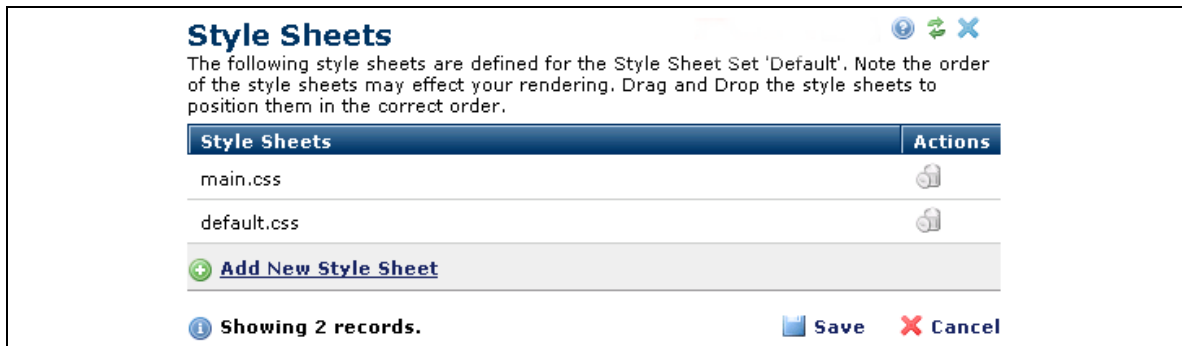 Style Sheets
The following style sheets are defined for the Style Sheet Set 'Default'. Note the order
of the style sheets may effect your rendering. Drag and Drop the style sheets to
position them in the correct order.
Style Sheets Actions
main.css
default.css
Add New Style Sheet
Showing 2 records. Save Cancel